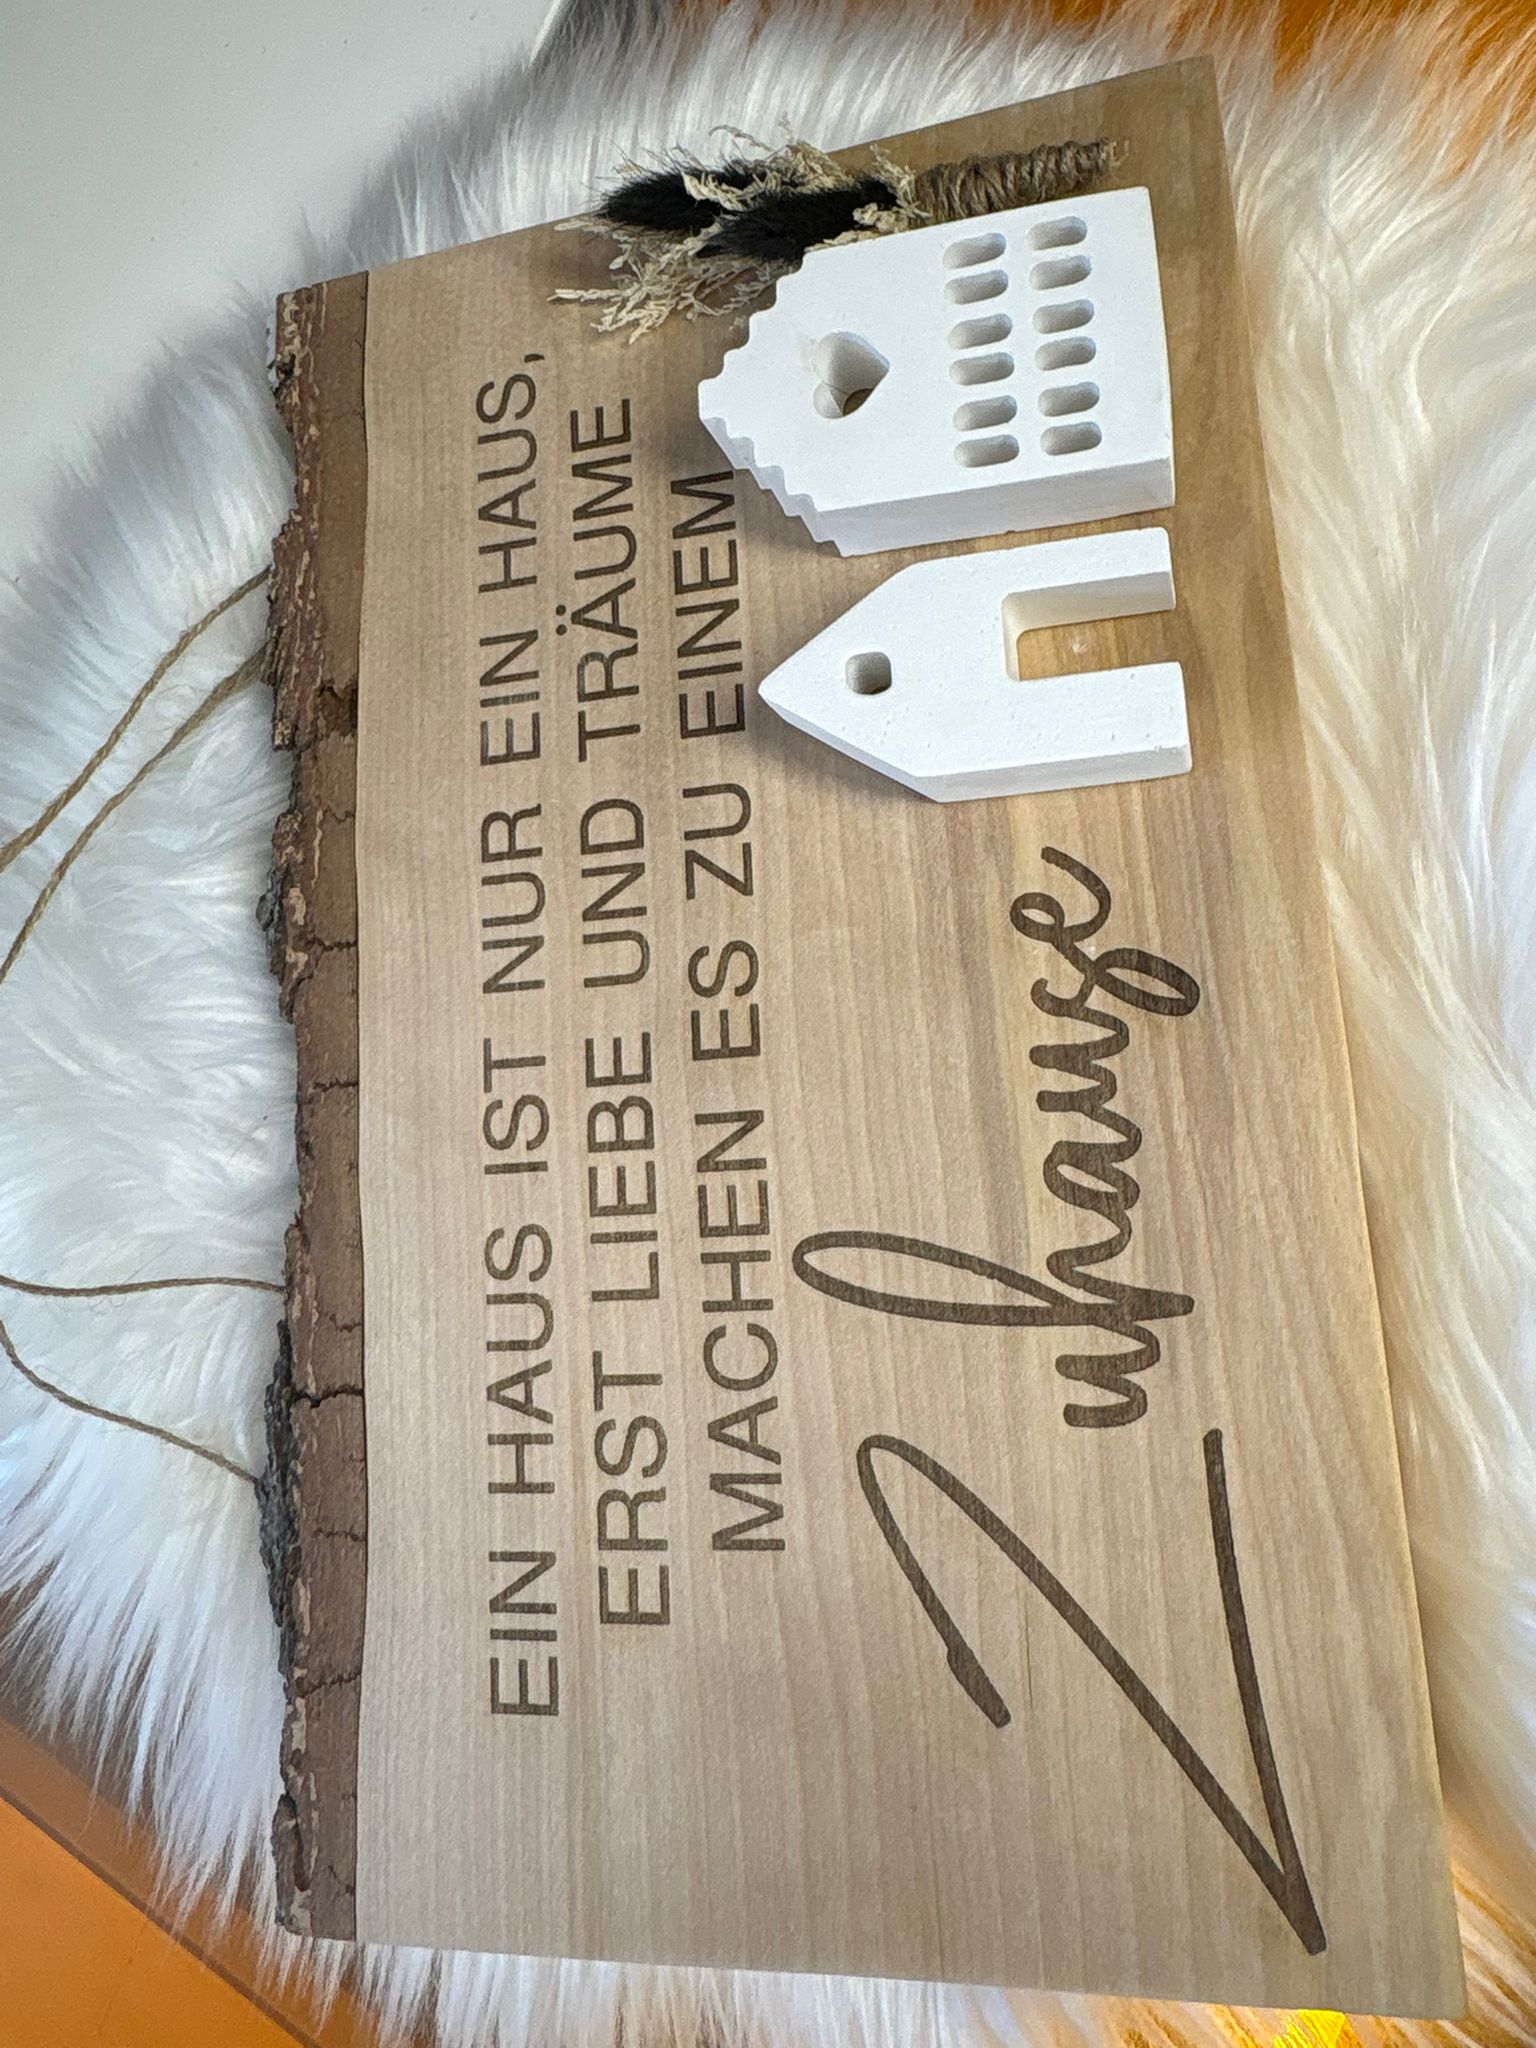 EIN HAUS IST NUR EIN HAUS,
ERST LIEBE UND TRÄUME
MACHEN ES ZU EINEM
Zuhause